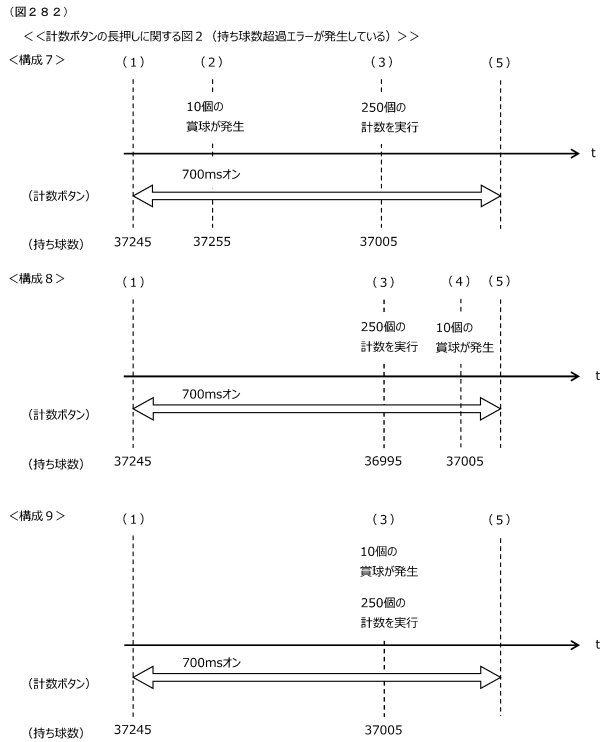 （図２８２）
＜＜計数ボタンの長押しに関する図２（持ち球数超過エラーが発生している）＞＞
＜構成７＞
（１）　（２）　（３）　（５）
10個の　250個の
賞球が発生　計数を実行
t
700msオン
（計数ボタン）
（持ち球数）　37245　37255　37005
＜構成８＞
（１）　（３）　（４）　（５）
250個の　10個の
計数を実行　賞球が発生
t
700msオン
（計数ボタン）
（持ち球数）　37245　36995　37005
＜構成９＞
（１）　（３）　（５）
10個の
賞球が発生
250個の
計数を実行
t
700msオン
（計数ボタン）
（持ち球数）　37245　37005